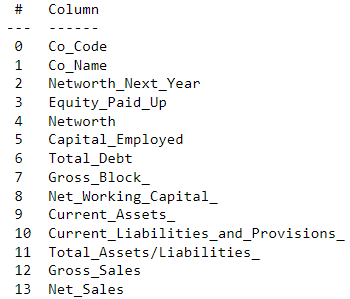 #   Column
---  ------
0   Co_Code
1   Co_Name
2   Networth_Next_Year
3   Equity_Paid_Up
4   Networth
5   Capital_Employed
6   Total_Debt
7   Gross_Block_
8   Net_Working_Capital_
9   Current_Assets_
10  Current_Liabilities_and_Provisions_
11  Total_Assets/Liabilities_
12  Gross_Sales
13  Net_Sales